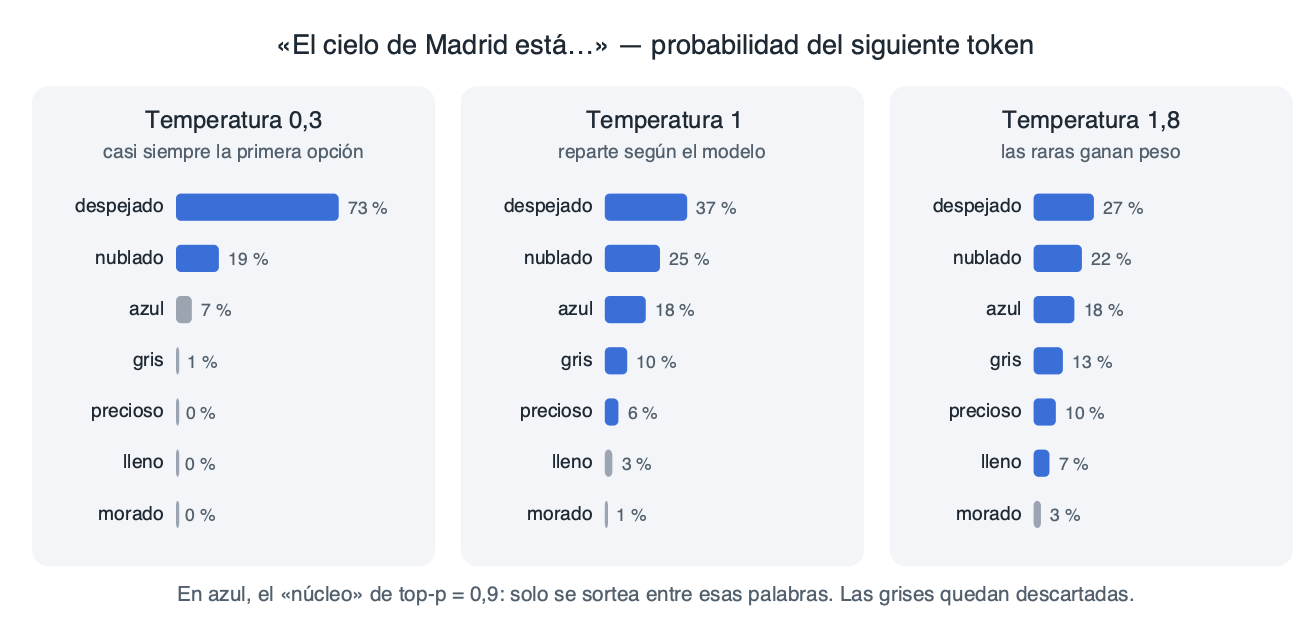 «El cielo de Madrid está…» — probabilidad del siguiente token
Temperatura 0,3
casi siempre la primera opción
despejado 73 %
nublado 19 %
azul 7 %
gris 1 %
precioso 0 %
lleno 0 %
morado 0 %
Temperatura 1
reparte según el modelo
despejado 37 %
nublado 25 %
azul 18 %
gris 10 %
precioso 6 %
lleno 3 %
morado 1 %
Temperatura 1,8
las raras ganan peso
despejado 27 %
nublado 22 %
azul 18 %
gris 13 %
precioso 10 %
lleno 7 %
morado 3 %
En azul, el «núcleo» de top-p = 0,9: solo se sortea entre esas palabras. Las grises quedan descartadas.